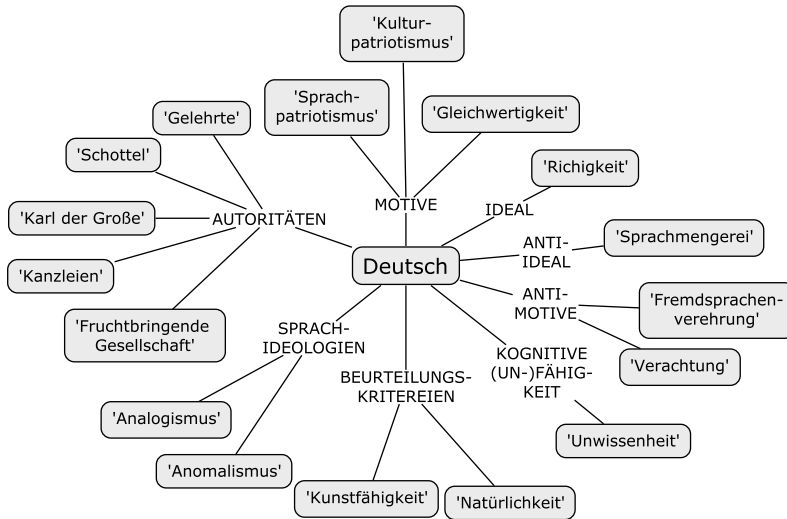 'Kultur-
patriotismus'
'Sprach-
patriotismus'
'Gleichwertigkeit'
'Gelehrte'
'Schottel'
'Richigkeit'
MOTIVE
IDEAL
'Karl der Große'
AUTORITÄTEN
'Sprachmengerei'
ANTI-
IDEAL
Deutsch
'Kanzleien'
ANTI-
MOTIVE
'Fremdsprachen-
verehrung'
'Fruchtbringende
Gesellschaft'
SPRACH-
IDEOLOGIEN
KOGNITIVE
(UN-)FÄHIG-
KEIT
'Verachtung'
BEURTEILUNGS-
KRITEREIEN
'Analogismus'
'Unwissenheit'
'Anomalismus'
'Kunstfähigkeit'
'Natürlichkeit'